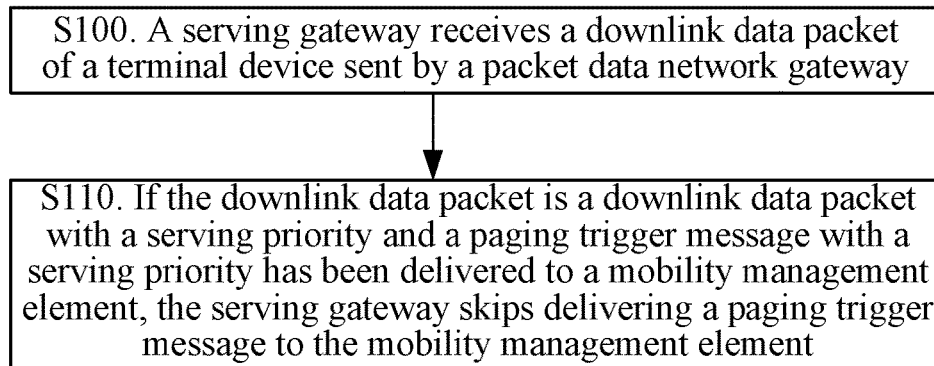 S100. A serving gateway receives a downlink data packet
of a terminal device sent by a packet data network gateway
S110. If the downlink data packet is a downlink data packet
with a serving priority and a paging trigger message with a
serving priority has been delivered to a mobility management
element, the serving gateway skips delivering a paging trigger
message to the mobility management element